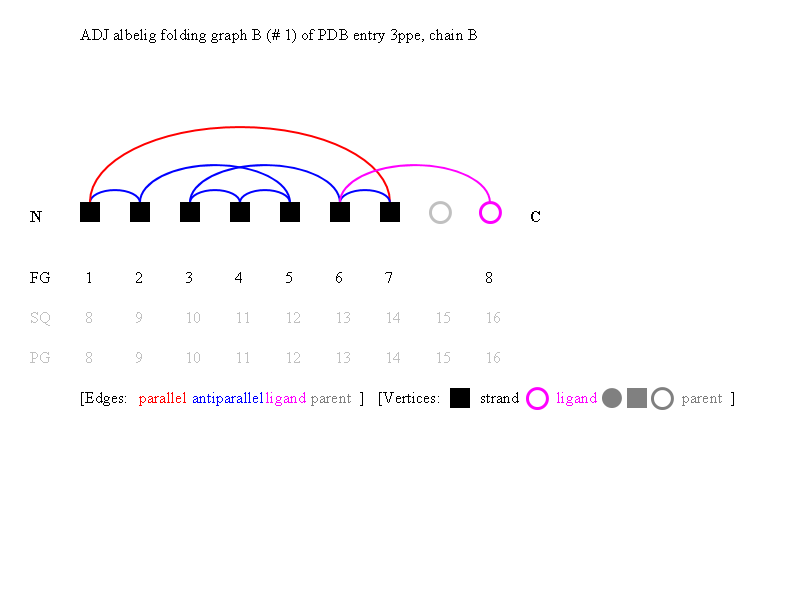 ADJ albelig folding graph B (# 1) of PDB entry 3ppe, chain B
N C
FG 1 2 3 4 5 6 7 8
SQ 8 9 10 11 12 13 14 15 16
PG 8 9 10 11 12 13 14 15 16
[Edges: parallel antiparallel ligand parent ] [Vertices: strand ligand parent ]